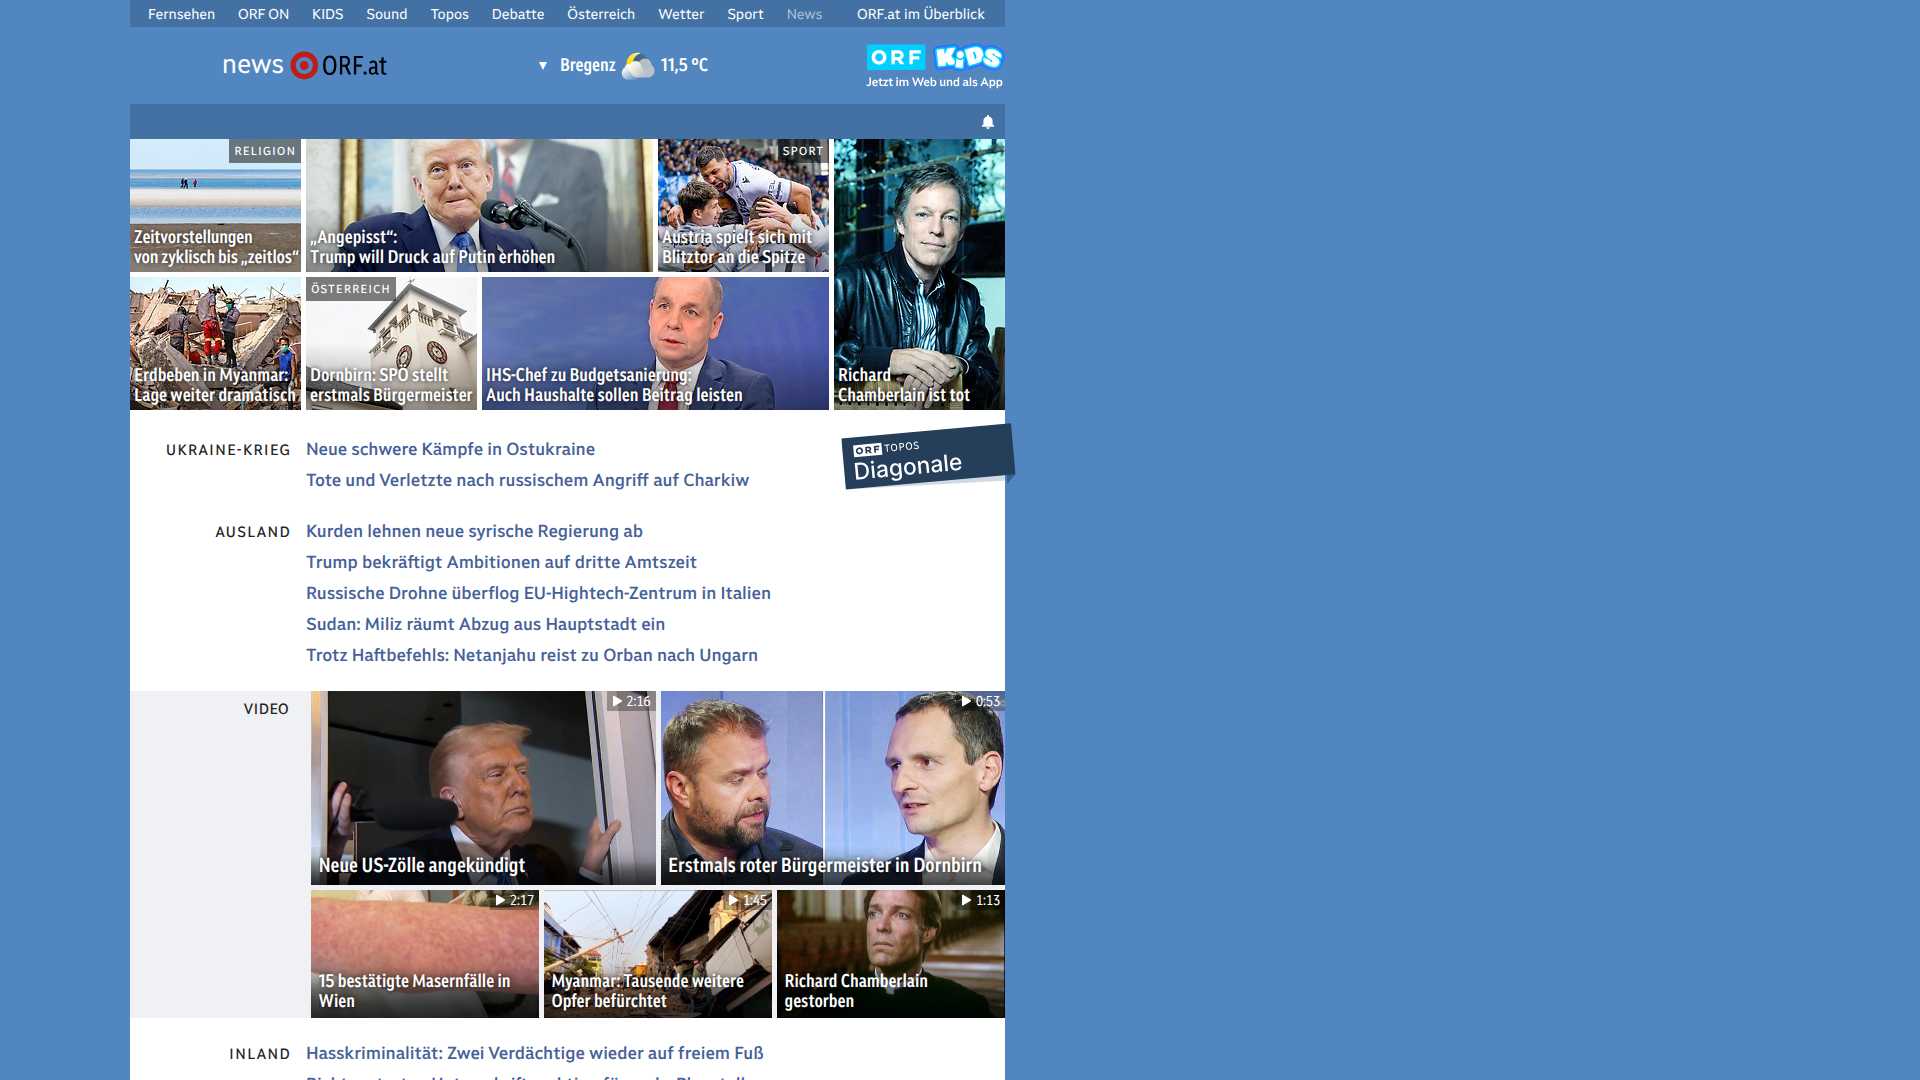 Fernsehen ORF ON KIDS Sound Topos Debatte Österreich Wetter Sport News ORF.at im Überblick
news ORF.at
▼ Bregenz 11,5 °C
ORF KiDS
Jetzt im Web und als App
RELIGION
Zeitvorstellungen
von zyklisch bis „zeitlos“
„Angepisst“:
Trump will Druck auf Putin erhöhen
SPORT
Austria spielt sich mit
Blitztor an die Spitze
Erdbeben in Myanmar:
Lage weiter dramatisch
ÖSTERREICH
Dornbirn: SPÖ stellt
erstmals Bürgermeister
IHS-Chef zu Budgetsanierung:
Auch Haushalte sollen Beitrag leisten
Richard
Chamberlain ist tot
UKRAINE-KRIEG
Neue schwere Kämpfe in Ostukraine
Tote und Verletzte nach russischem Angriff auf Charkiw
ORF TOPOS
Diagonale
AUSLAND
Kurden lehnen neue syrische Regierung ab
Trump bekräftigt Ambitionen auf dritte Amtszeit
Russische Drohne überflog EU-Hightech-Zentrum in Italien
Sudan: Miliz räumt Abzug aus Hauptstadt ein
Trotz Haftbefehls: Netanjahu reist zu Orban nach Ungarn
VIDEO
2:16
Neue US-Zölle angekündigt
0:53
Erstmals roter Bürgermeister in Dornbirn
2:17
15 bestätigte Masernfälle in
Wien
1:45
Myanmar: Tausende weitere
Opfer befürchtet
1:13
Richard Chamberlain
gestorben
INLAND
Hasskriminalität: Zwei Verdächtige wieder auf freiem Fuß